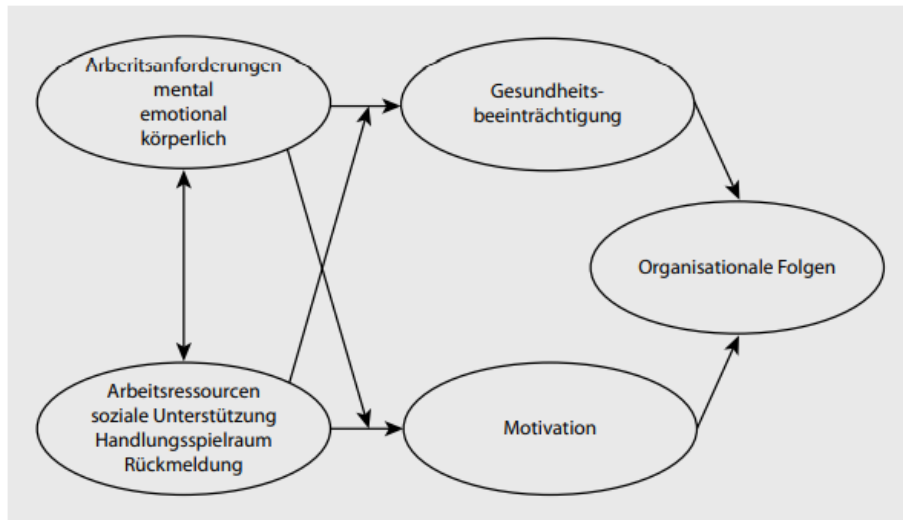 Arbeitsanforderungen
mental
emotional
körperlich
Gesundheits-
beeinträchtigung
Organisationale Folgen
Arbeitsressourcen
soziale Unterstützung
Handlungsspielraum
Rückmeldung
Motivation